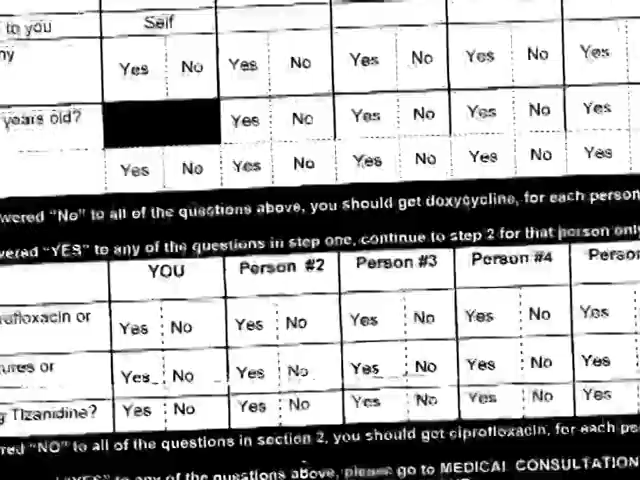 to you Self
ny Yes No Yes No Yes No Yes No Yes
years old? Yes No Yes No Yes No Yes
Yes No Yes No Yes No Yes No Yes
wered "No" to all of the questions above, you should get doxycycline, for each person
vered "YES" to any of the questions in step one, continue to step 2 for that person only
YOU Person #2 Person #3 Person #4 Person
rofloxacin or Yes No Yes No Yes No Yes No Yes
ures or Yes No Yes No Yes No Yes No Yes
g Tizanidine? Yes No Yes No Yes No Yes No Yes
red "NO" to all of the questions in section 2, you should get ciprofloxacin, for each pe
"YES" to any of the questions above, please go to MEDICAL CONSULTATION